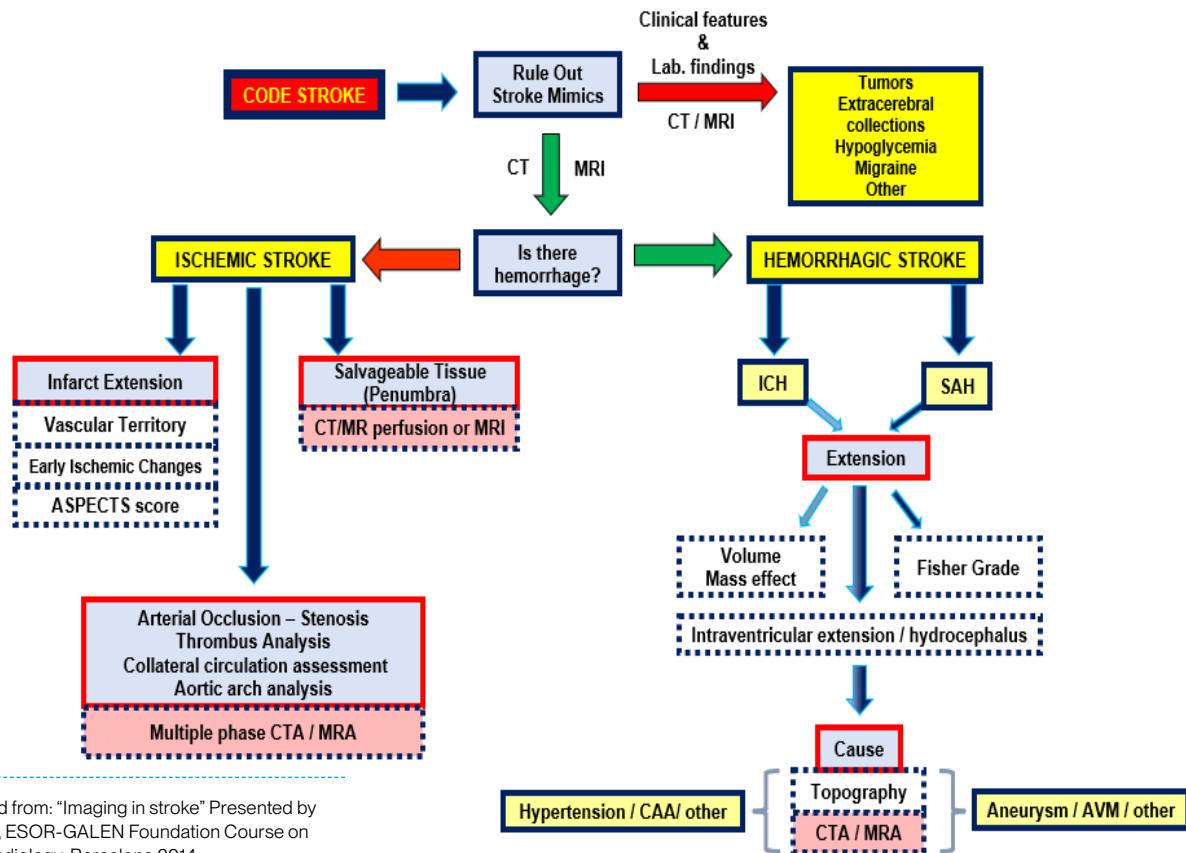 Clinical features
&
Lab. findings
CODE STROKE
Rule Out
Stroke Mimics
CT / MRI
Tumors
Extracerebral
collections
Hypoglycemia
Migraine
Other
CT
MRI
ISCHEMIC STROKE
Is there
hemorrhage?
HEMORRHAGIC STROKE
Infarct Extension
Vascular Territory
Early Ischemic Changes
ASPECTS score
Salvageable Tissue
(Penumbra)
CT/MR perfusion or MRI
ICH
SAH
Extension
Volume
Mass effect
Fisher Grade
Intraventricular extension / hydrocephalus
Arterial Occlusion – Stenosis
Thrombus Analysis
Collateral circulation assessment
Aortic arch analysis
Multiple phase CTA / MRA
Cause
Topography
CTA / MRA
Hypertension / CAA/ other
Aneurysm / AVM / other
from: “Imaging in stroke” Presented by
ESOR-GALEN Foundation Course on